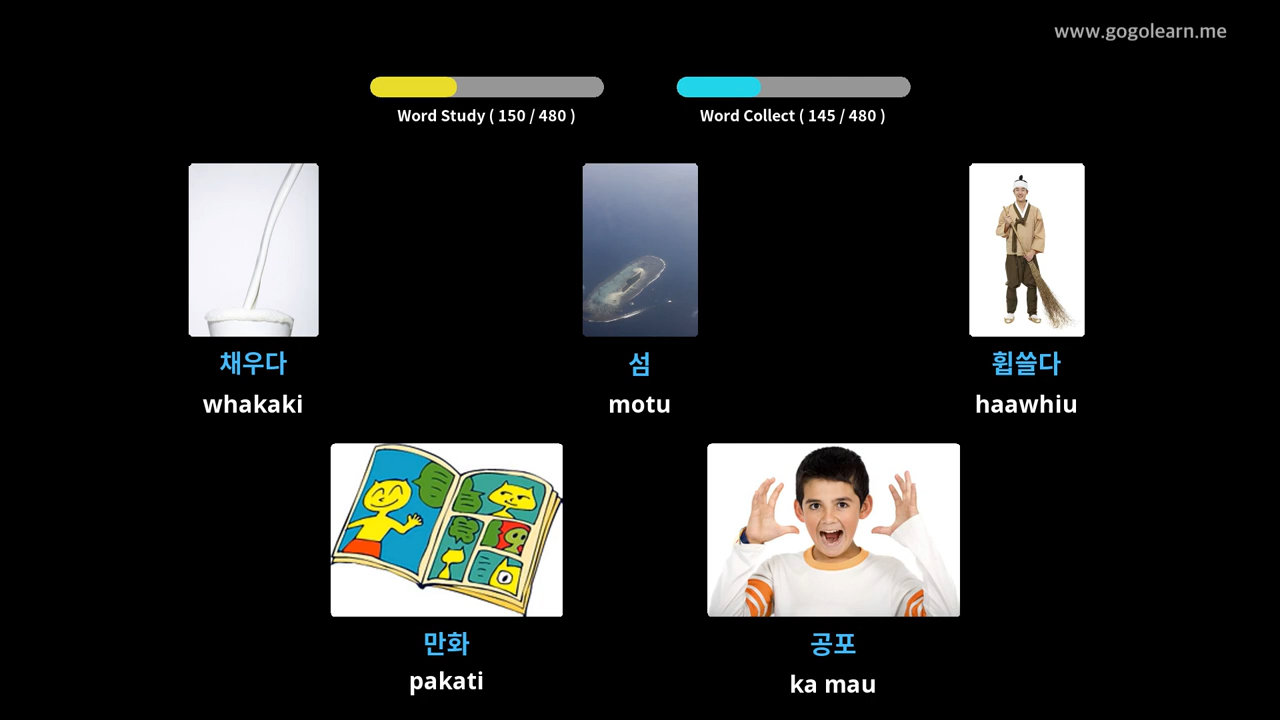 www.gogolearn.me
Word Study ( 150 / 480 )
Word Collect ( 145 / 480 )
채우다
whakaki
섬
motu
휩쓸다
haawhiu
만화
pakati
공포
ka mau